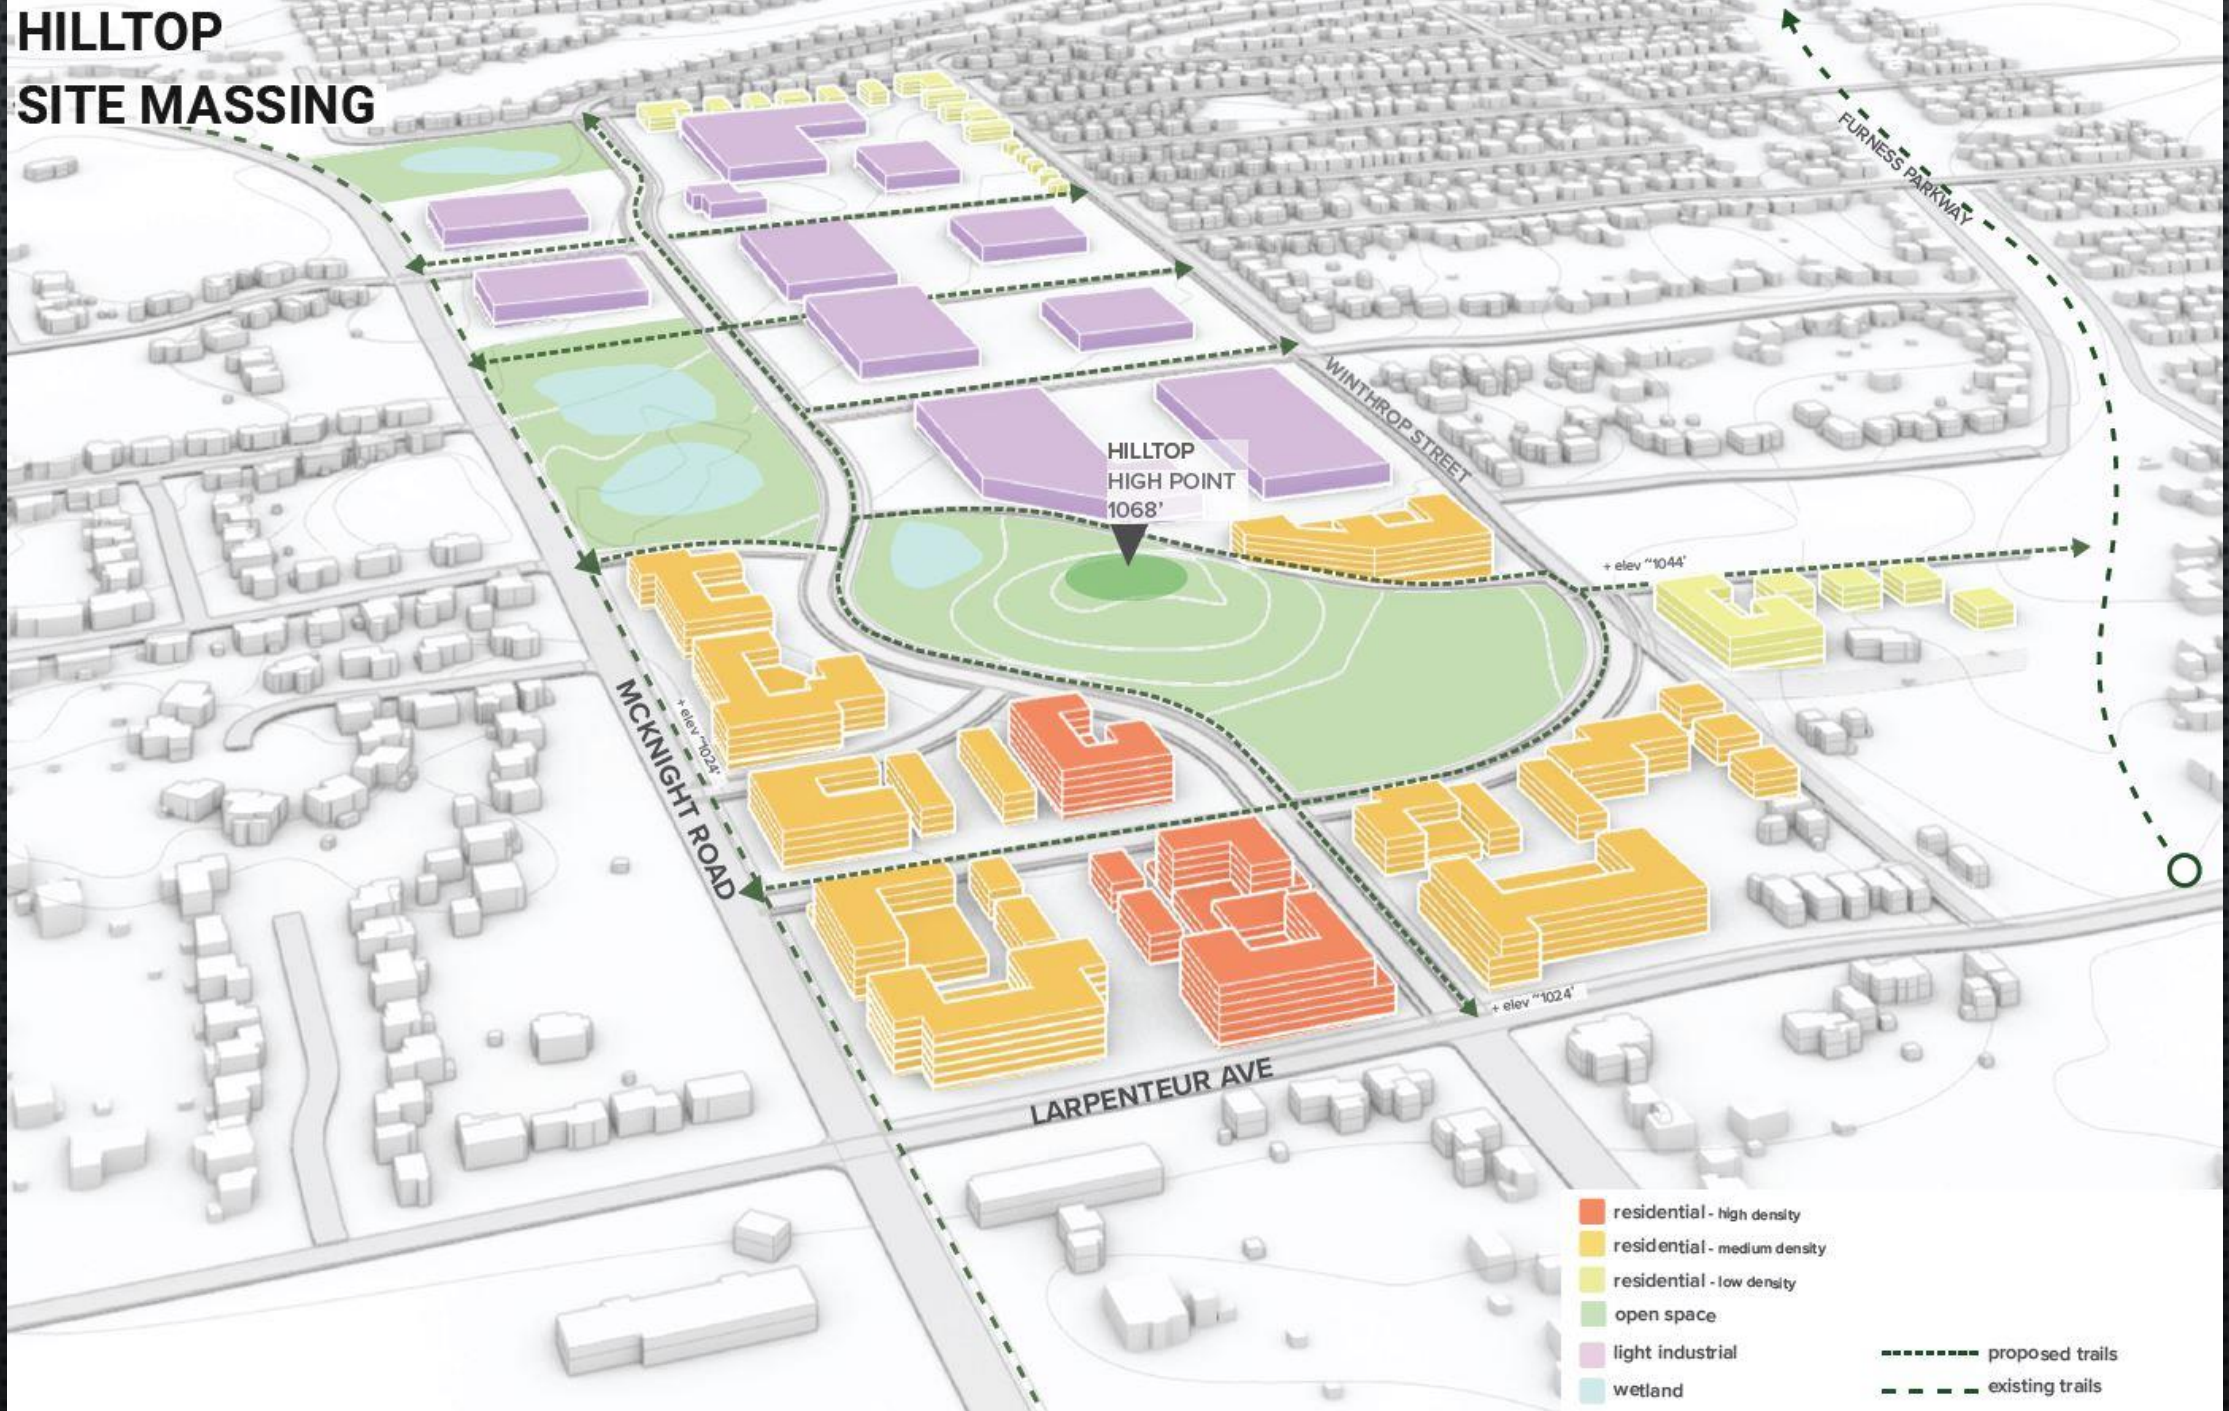 HILLTOP
SITE MASSING
FURNESS PARKWAY
WINTHROP STREET
HILLTOP
HIGH POINT
1068'
+ elev ~1044'
MCKNIGHT ROAD
+ elev ~1024'
+ elev ~1024'
LARPENTEUR AVE
residential - high density
residential - medium density
residential - low density
open space
light industrial
wetland
proposed trails
existing trails